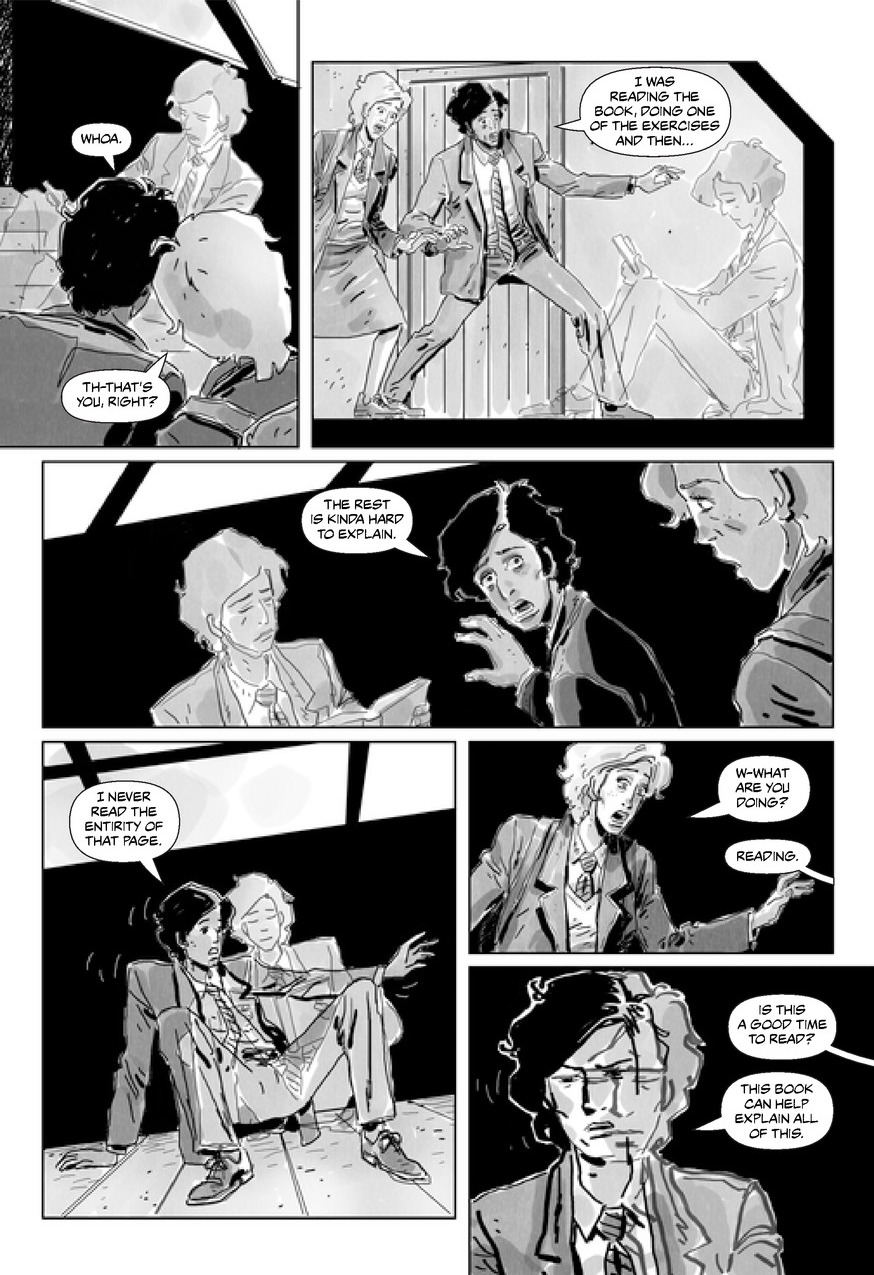 WHOA.
TH-THAT'S
YOU, RIGHT?
I WAS
READING THE
BOOK, DOING ONE
OF THE EXERCISES
AND THEN...
THE REST
IS KINDA HARD
TO EXPLAIN.
I NEVER
READ THE
ENTIRITY OF
THAT PAGE.
W-WHAT
ARE YOU
DOING?
READING.
IS THIS
A GOOD TIME
TO READ?
THIS BOOK
CAN HELP
EXPLAIN ALL
OF THIS.